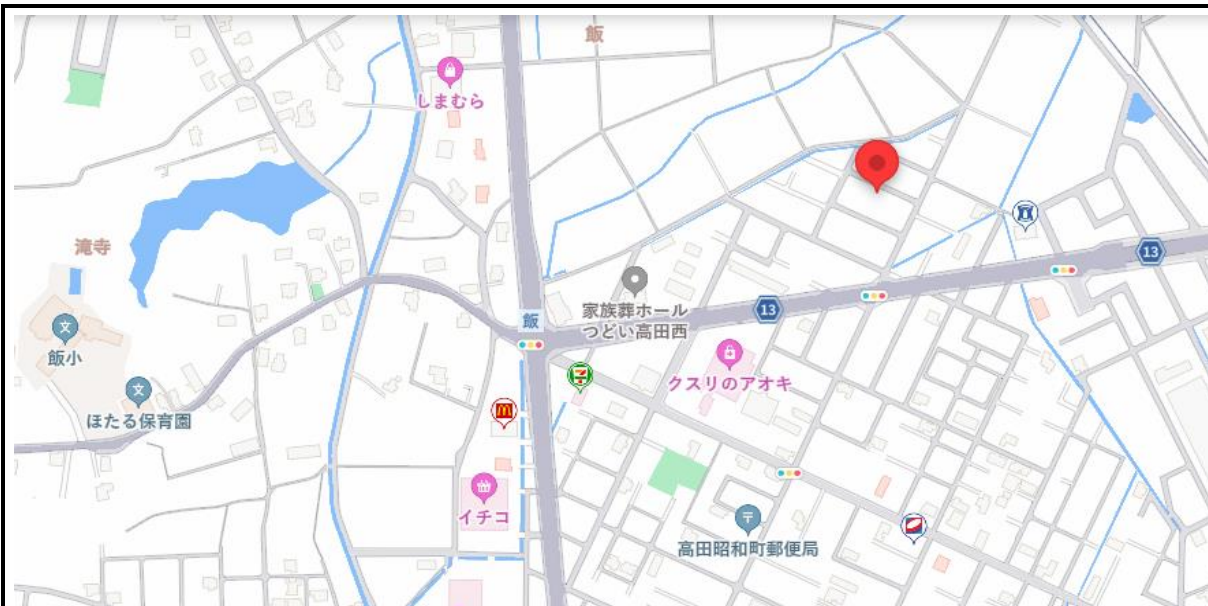 飯
しまむら
滝寺
13
家族葬ホール
つどい高田西
13
飯
飯小
クスリのアオキ
ほたる保育園
イチコ
高田昭和町郵便局